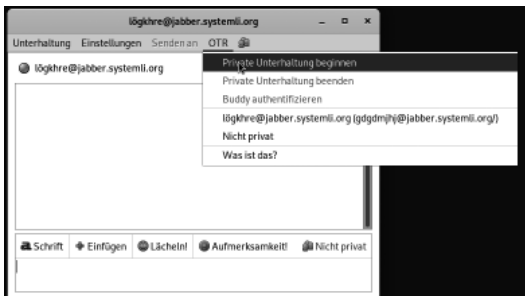 lögkhre@jabber.systemli.org
Unterhaltung Einstellungen Senden an OTR
lögkhre@jabber.systemli.org
Private Unterhaltung beginnen
Private Unterhaltung beenden
Buddy authentifizieren
lögkhre@jabber.systemli.org (gdgdmjhj@jabber.systemli.org/)
Nicht privat
Was ist das?
Schrift Einfügen Lächeln! Aufmerksamkeit! Nicht privat